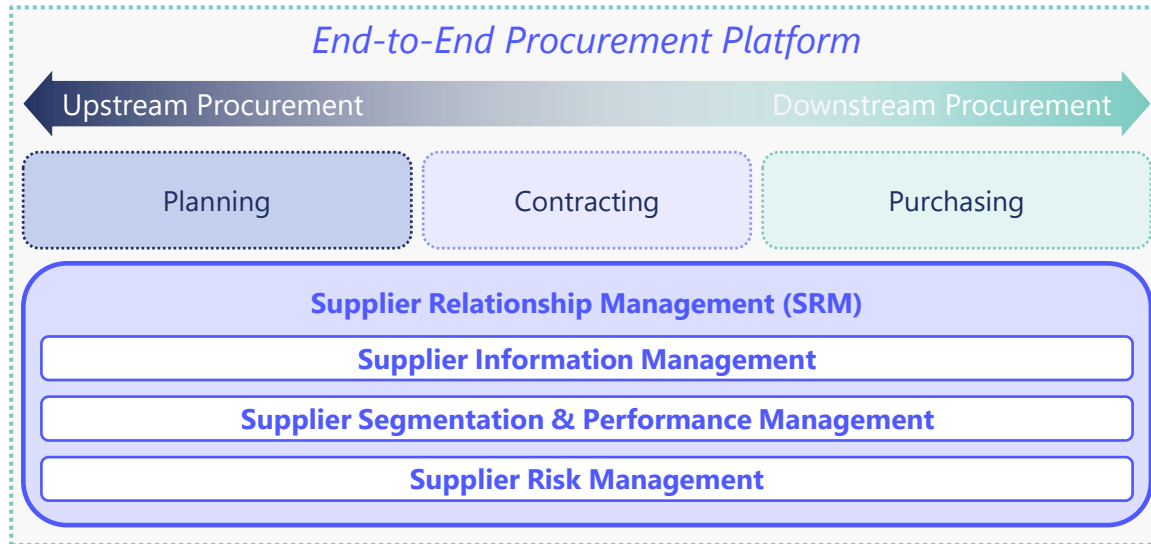 End-to-End Procurement Platform
Upstream Procurement
Downstream Procurement
Planning
Contracting
Purchasing
Supplier Relationship Management (SRM)
Supplier Information Management
Supplier Segmentation & Performance Management
Supplier Risk Management